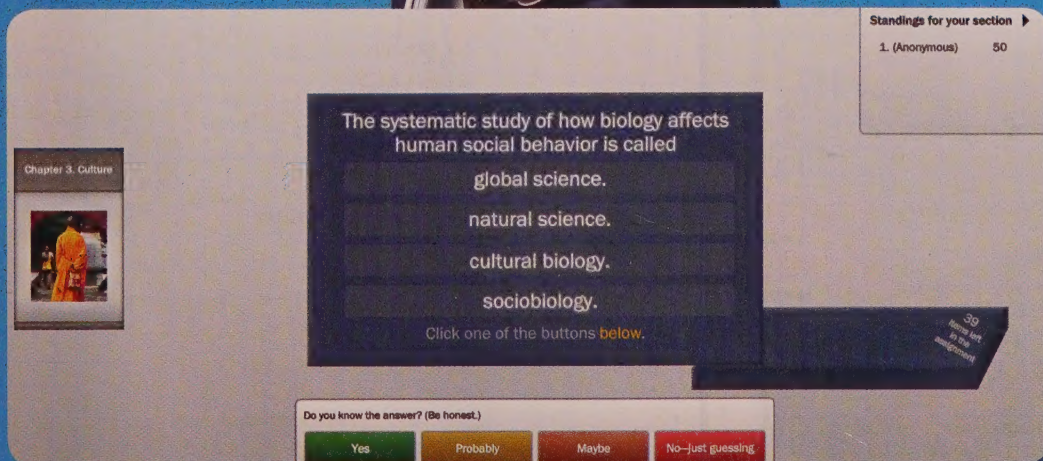 Standings for your section
1. (Anonymous) 50
Chapter 3. Culture
The systematic study of how biology affects
human social behavior is called
global science.
natural science.
cultural biology.
sociobiology.
Click one of the buttons below.
39
items left
in the
assignment
Do you know the answer? (Be honest.)
Yes
Probably
Maybe
No—just guessing